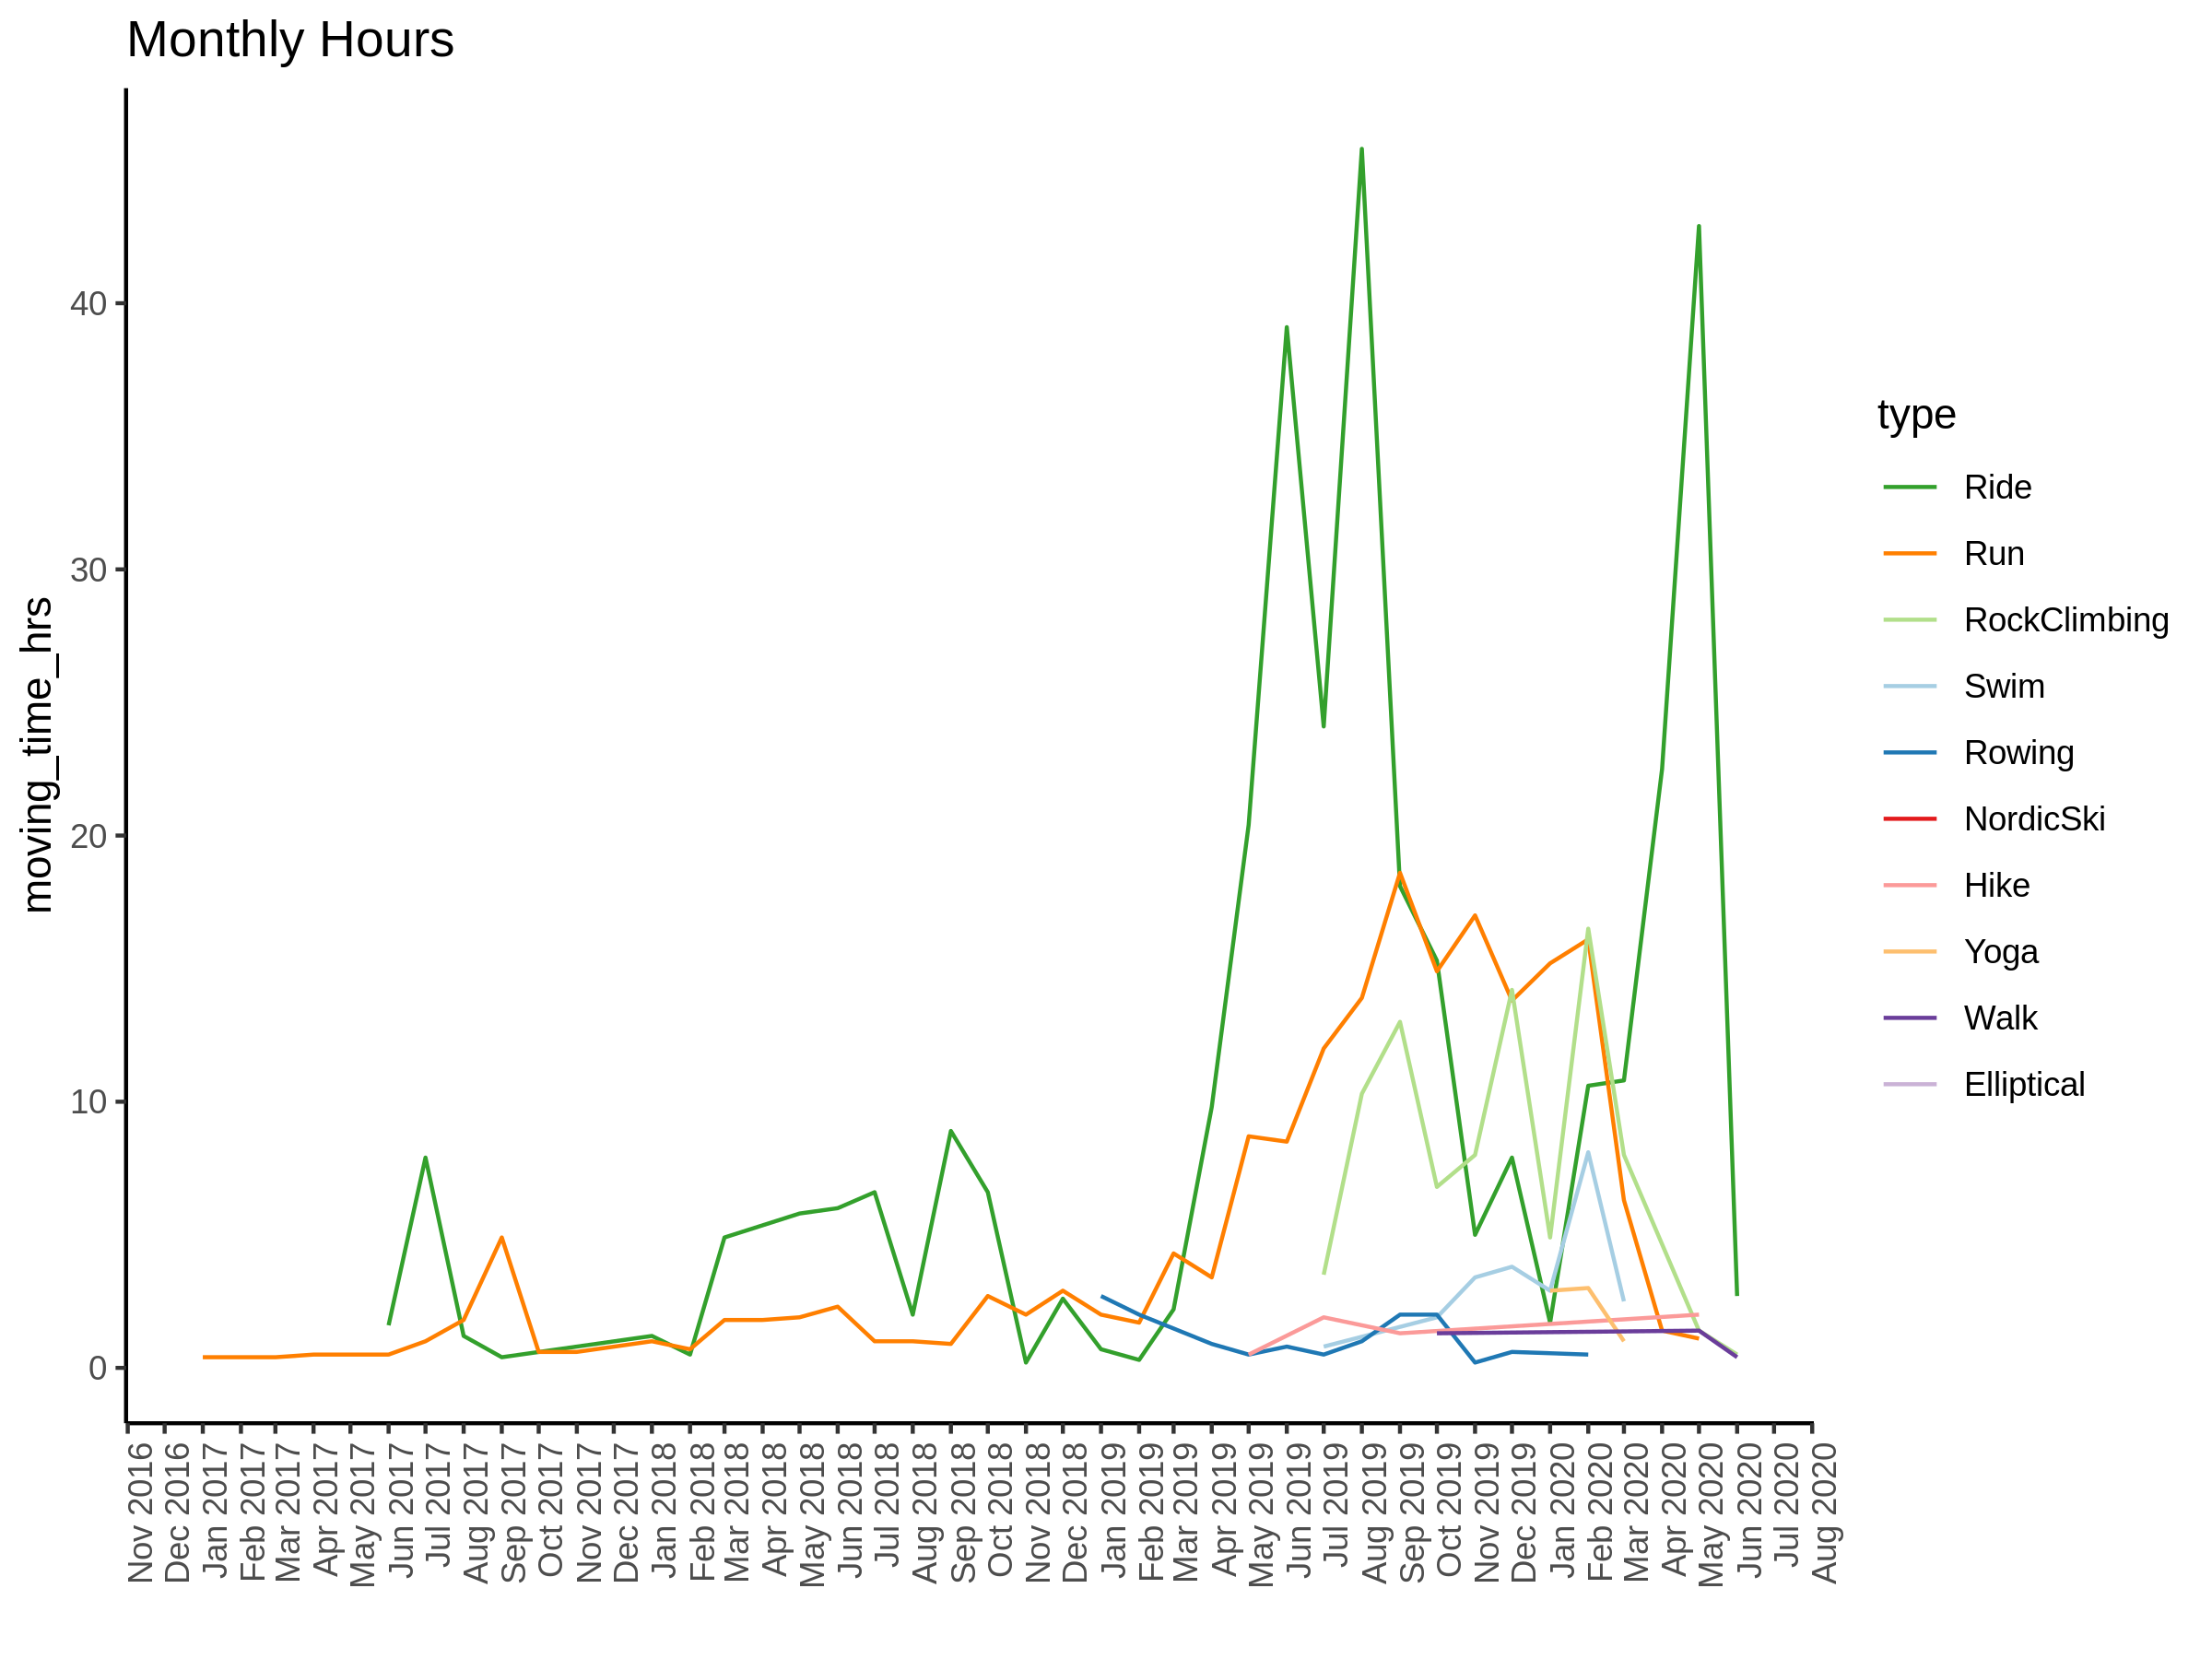 Monthly Hours
moving_time_hrs
40
30
20
10
0
Nov 2016
Dec 2016
Jan 2017
Feb 2017
Mar 2017
Apr 2017
May 2017
Jun 2017
Jul 2017
Aug 2017
Sep 2017
Oct 2017
Nov 2017
Dec 2017
Jan 2018
Feb 2018
Mar 2018
Apr 2018
May 2018
Jun 2018
Jul 2018
Aug 2018
Sep 2018
Oct 2018
Nov 2018
Dec 2018
Jan 2019
Feb 2019
Mar 2019
Apr 2019
May 2019
Jun 2019
Jul 2019
Aug 2019
Sep 2019
Oct 2019
Nov 2019
Dec 2019
Jan 2020
Feb 2020
Mar 2020
Apr 2020
May 2020
Jun 2020
Jul 2020
Aug 2020
type
Ride
Run
RockClimbing
Swim
Rowing
NordicSki
Hike
Yoga
Walk
Elliptical